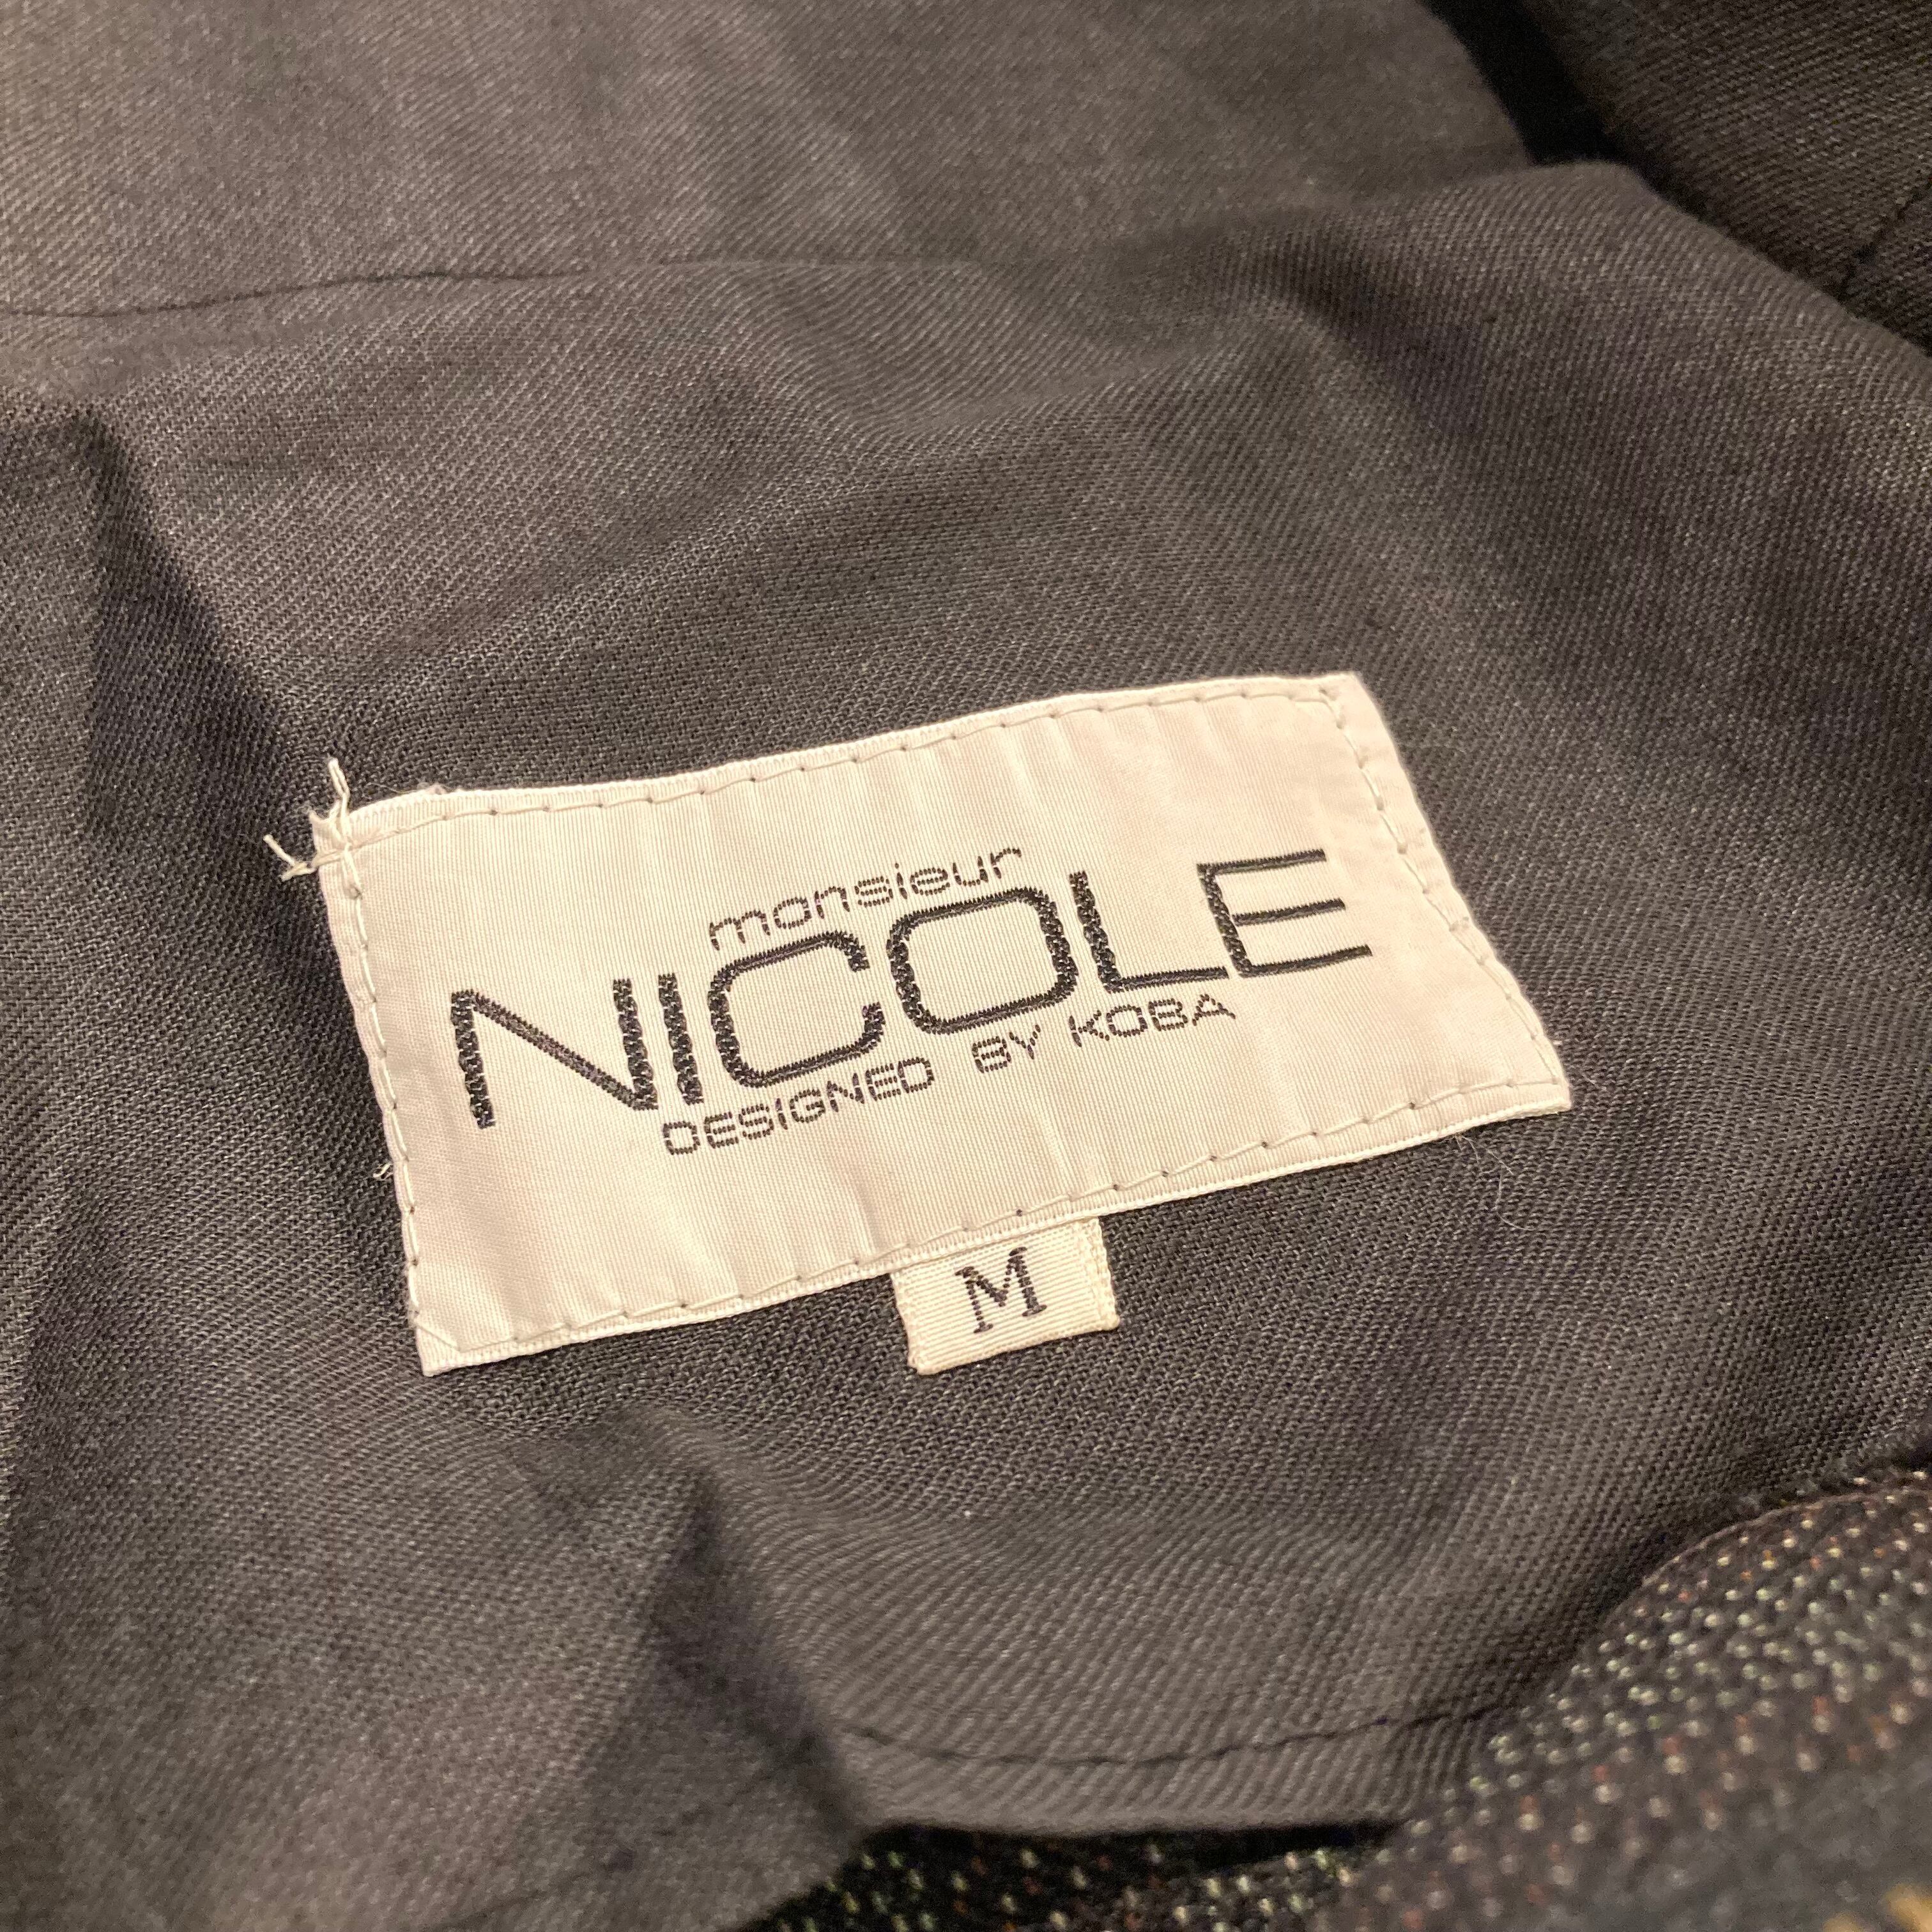 monsieur
NICOLE
DESIGNED BY KOBA
M